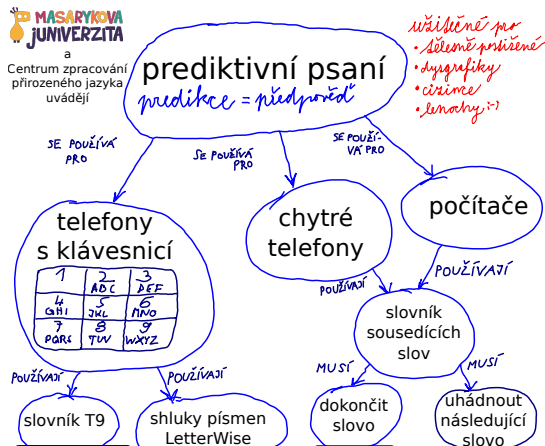 MASARYKOVA
jUNIVERZITA
a
Centrum zpracování
přirozeného jazyka
uvádějí
prediktivní psaní
predikce = předpověď
užitečné pro
• tělesně postižené
• dysgrafiky
• cizince
• lenochy :-)
SE POUŽÍVÁ
PRO
SE POUŽÍVÁ
PRO
SE POUŽÍ-
VÁ PRO
telefony
s klávesnicí
1 2 3
ABC DEF
4 5 6
GHI JKL MNO
7 8 9
PQRS TUV WXYZ
chytré
telefony
počítače
POUŽÍVAJÍ
POUŽÍVAJÍ
slovník
sousedících
slov
POUŽÍVAJÍ
POUŽÍVAJÍ
MUSÍ
MUSÍ
slovník T9
shluky písmen
LetterWise
dokončit
slovo
uhádnout
následující
slovo